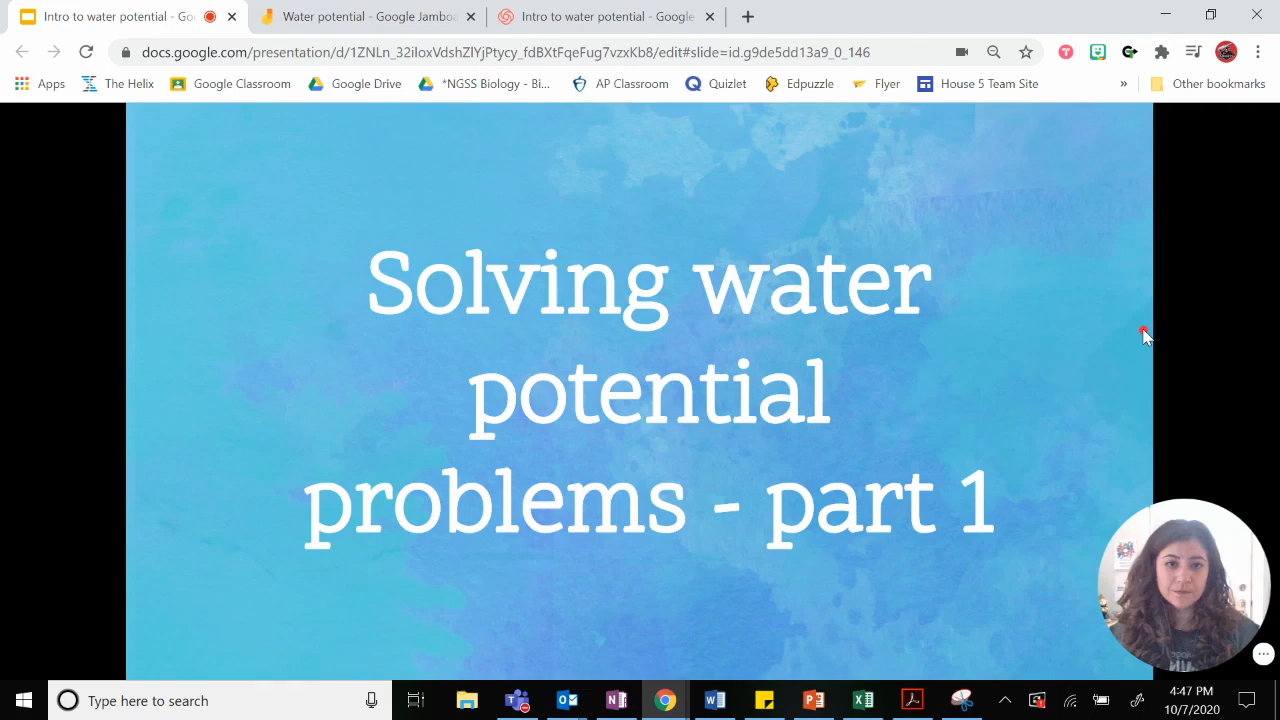 Intro to water potential - Go
Water potential - Google Jamboa
Intro to water potential - Google
docs.google.com/presentation/d/
/edit#slide=id.g9de5dd13a9_0_146
Apps
The Helix
Google Classroom
Google Drive
*NGSS Biology - Bi...
AP Classroom
Quizlet
Edpuzzle
Flyer
House 5 Team Site
»
Other bookmarks
Solving water
potential
problems - part 1
Type here to search
4:47 PM
10/7/2020